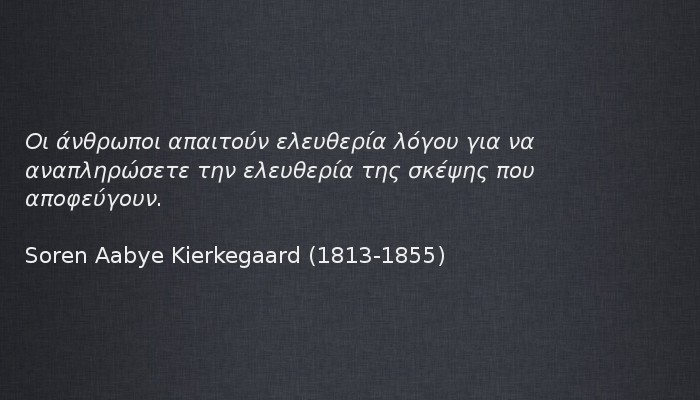 Οι άνθρωποι απαιτούν ελευθερία λόγου για να
αναπληρώσετε την ελευθερία της σκέψης που
αποφεύγουν.
Soren Aabye Kierkegaard (1813-1855)